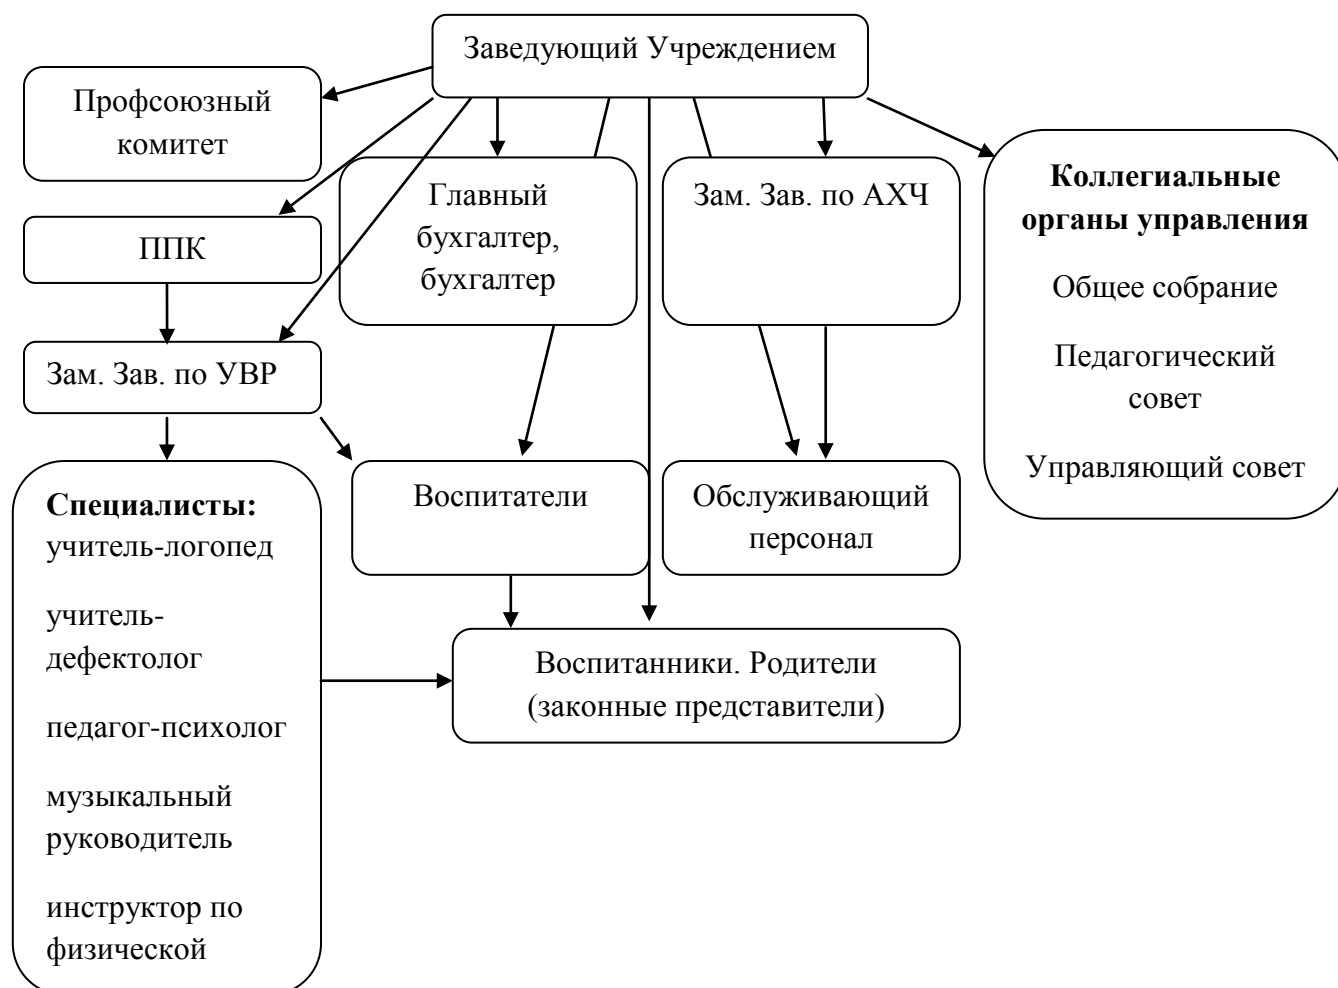 Заведующий Учреждением
Профсоюзный
комитет
Главный
бухгалтер,
бухгалтер
Зам. Зав. по АХЧ
Коллегиальные
органы управления
Общее собрание
Педагогический
совет
Управляющий совет
ППК
Зам. Зав. по УВР
Специалисты:
учитель-логопед
учитель-
дефектолог
педагог-психолог
музыкальный
руководитель
инструктор по
физической
Воспитатели
Обслуживающий
персонал
Воспитанники. Родители
(законные представители)